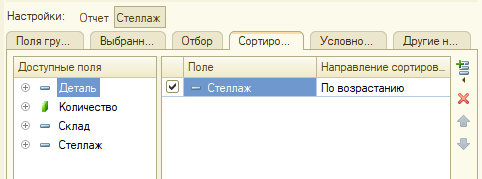 Настройки: Отчет Стеллаж
Поля гру... Выбранн... Отбор Сортиро... Условно... Другие н...
Доступные поля
Деталь
Количество
Склад
Стеллаж
Поле Направление сортиров...
Стеллаж По возрастанию